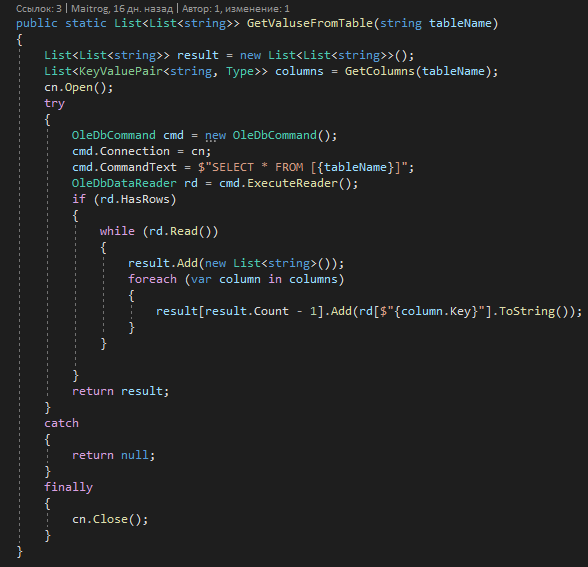 Ссылок: 3 | Maitrog, 16 дн. назад | Автор: 1, изменение: 1
public static List<List<string>> GetValuseFromTable(string tableName)
{
List<List<string>> result = new List<List<string>>();
List<KeyValuePair<string, Type>> columns = GetColumns(tableName);
cn.Open();
try
{
OleDbCommand cmd = new OleDbCommand();
cmd.Connection = cn;
cmd.CommandText = $"SELECT * FROM [{tableName}]";
OleDbDataReader rd = cmd.ExecuteReader();
if (rd.HasRows)
{
while (rd.Read())
{
result.Add(new List<string>());
foreach (var column in columns)
{
result[result.Count - 1].Add(rd[$"{column.Key}"].ToString());
}
}
}
return result;
}
catch
{
return null;
}
finally
{
cn.Close();
}
}